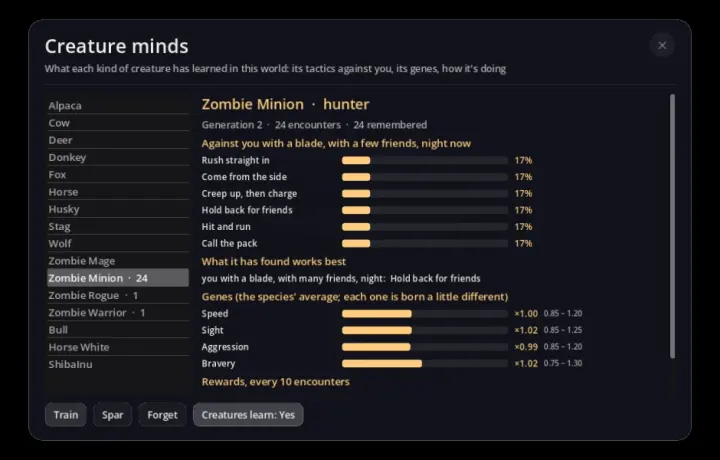 Creature minds
×
What each kind of creature has learned in this world: its tactics against you, its genes, how it's doing
Alpaca
Cow
Deer
Donkey
Fox
Horse
Husky
Stag
Wolf
Zombie Mage
Zombie Minion · 24
Zombie Rogue · 1
Zombie Warrior · 1
Bull
Horse White
ShibaInu
Zombie Minion · hunter
Generation 2 · 24 encounters · 24 remembered
Against you with a blade, with a few friends, night now
Rush straight in 17%
Come from the side 17%
Creep up, then charge 17%
Hold back for friends 17%
Hit and run 17%
Call the pack 17%
What it has found works best
you with a blade, with many friends, night: Hold back for friends
Genes (the species' average; each one is born a little different)
Speed ×1.00 0.85 – 1.20
Sight ×1.02 0.85 – 1.25
Aggression ×0.99 0.85 – 1.20
Bravery ×1.02 0.75 – 1.30
Rewards, every 10 encounters
Train Spar Forget Creatures learn: Yes